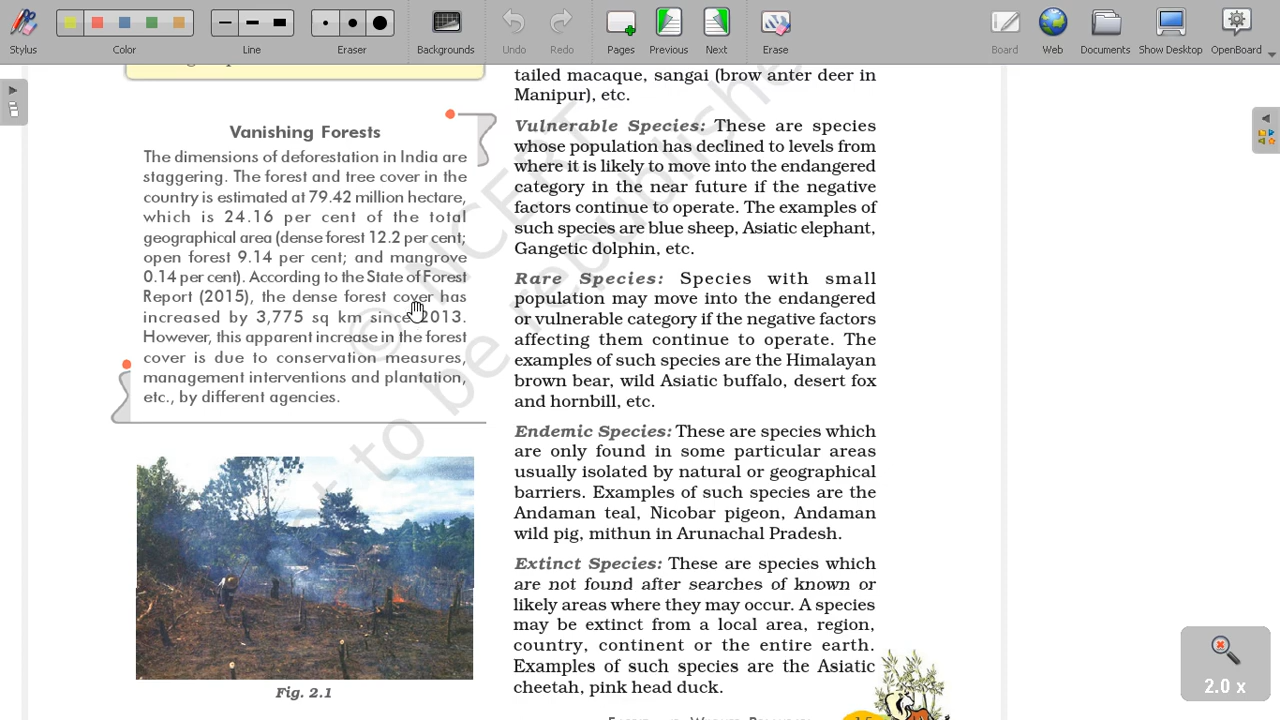 Stylus
Color
Line
Eraser
Backgrounds
Undo
Redo
Pages
Previous
Next
Erase
Board
Web
Documents
Show Desktop
OpenBoard
Vanishing Forests
The dimensions of deforestation in India are
staggering. The forest and tree cover in the
country is estimated at 79.42 million hectare,
which is 24.16 per cent of the total
geographical area (dense forest 12.2 per cent;
open forest 9.14 per cent; and mangrove
0.14 per cent). According to the State of Forest
Report (2015), the dense forest cover has
increased by 3,775 sq km since 2013.
However, this apparent increase in the forest
cover is due to conservation measures,
management interventions and plantation,
etc., by different agencies.
Fig. 2.1
tailed macaque, sangai (brow anter deer in
Manipur), etc.
Vulnerable Species: These are species
whose population has declined to levels from
where it is likely to move into the endangered
category in the near future if the negative
factors continue to operate. The examples of
such species are blue sheep, Asiatic elephant,
Gangetic dolphin, etc.
Rare Species: Species with small
population may move into the endangered
or vulnerable category if the negative factors
affecting them continue to operate. The
examples of such species are the Himalayan
brown bear, wild Asiatic buffalo, desert fox
and hornbill, etc.
Endemic Species: These are species which
are only found in some particular areas
usually isolated by natural or geographical
barriers. Examples of such species are the
Andaman teal, Nicobar pigeon, Andaman
wild pig, mithun in Arunachal Pradesh.
Extinct Species: These are species which
are not found after searches of known or
likely areas where they may occur. A species
may be extinct from a local area, region,
country, continent or the entire earth.
Examples of such species are the Asiatic
cheetah, pink head duck.
© NCERT
to be republished
2.0 x